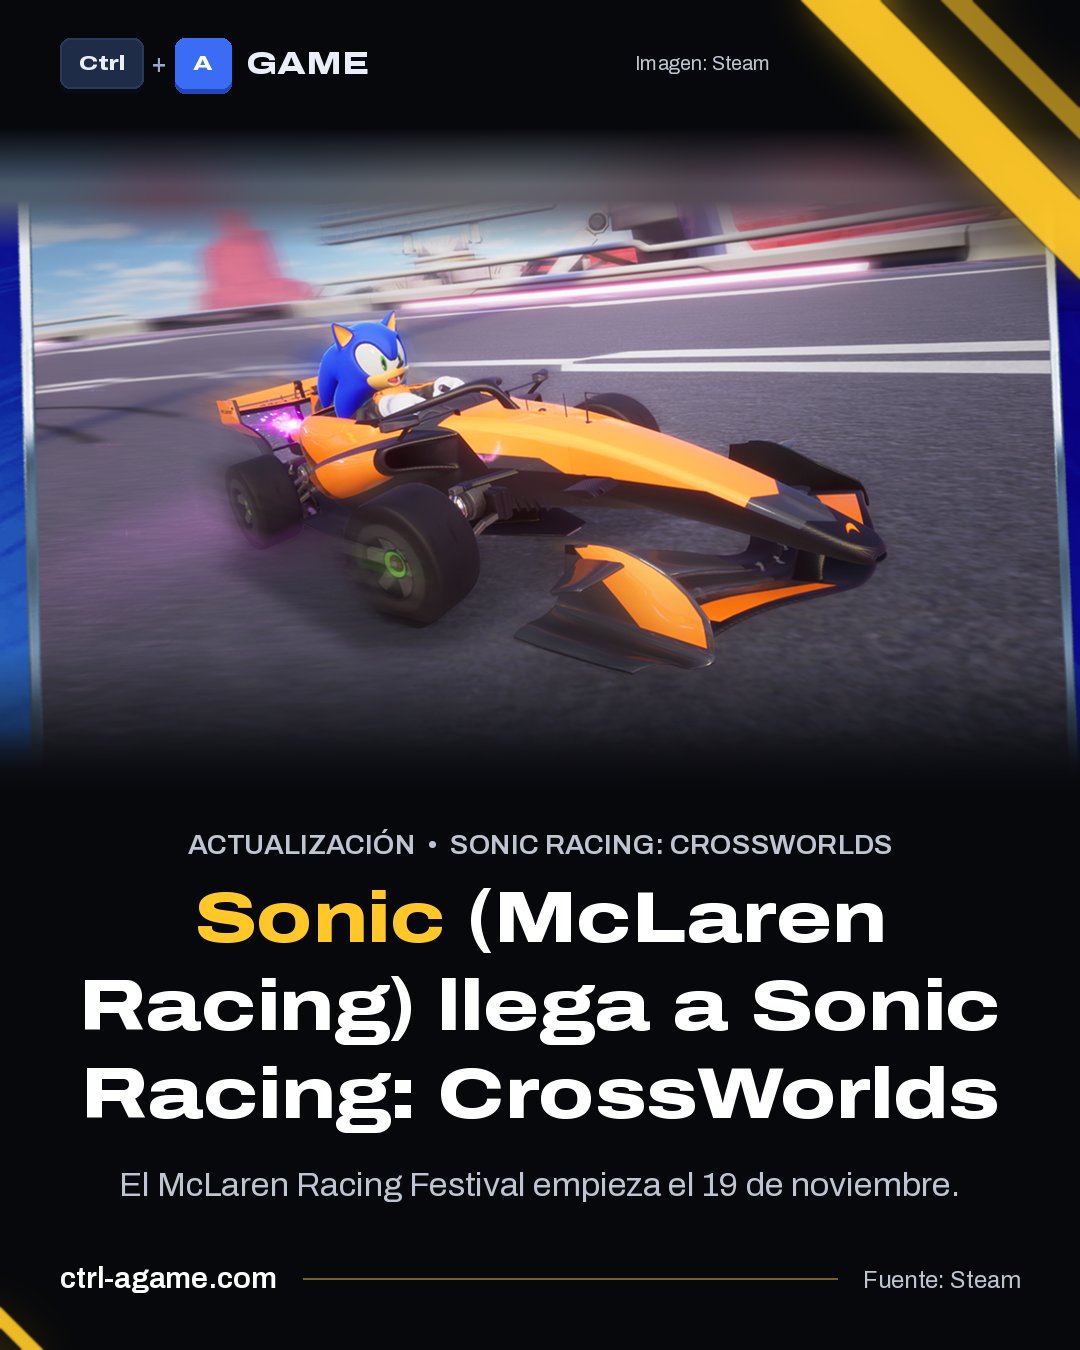 Ctrl + A GAME
Imagen: Steam
ACTUALIZACIÓN • SONIC RACING: CROSSWORLDS
Sonic (McLaren
Racing) llega a Sonic
Racing: CrossWorlds
El McLaren Racing Festival empieza el 19 de noviembre.
ctrl-agame.com
Fuente: Steam